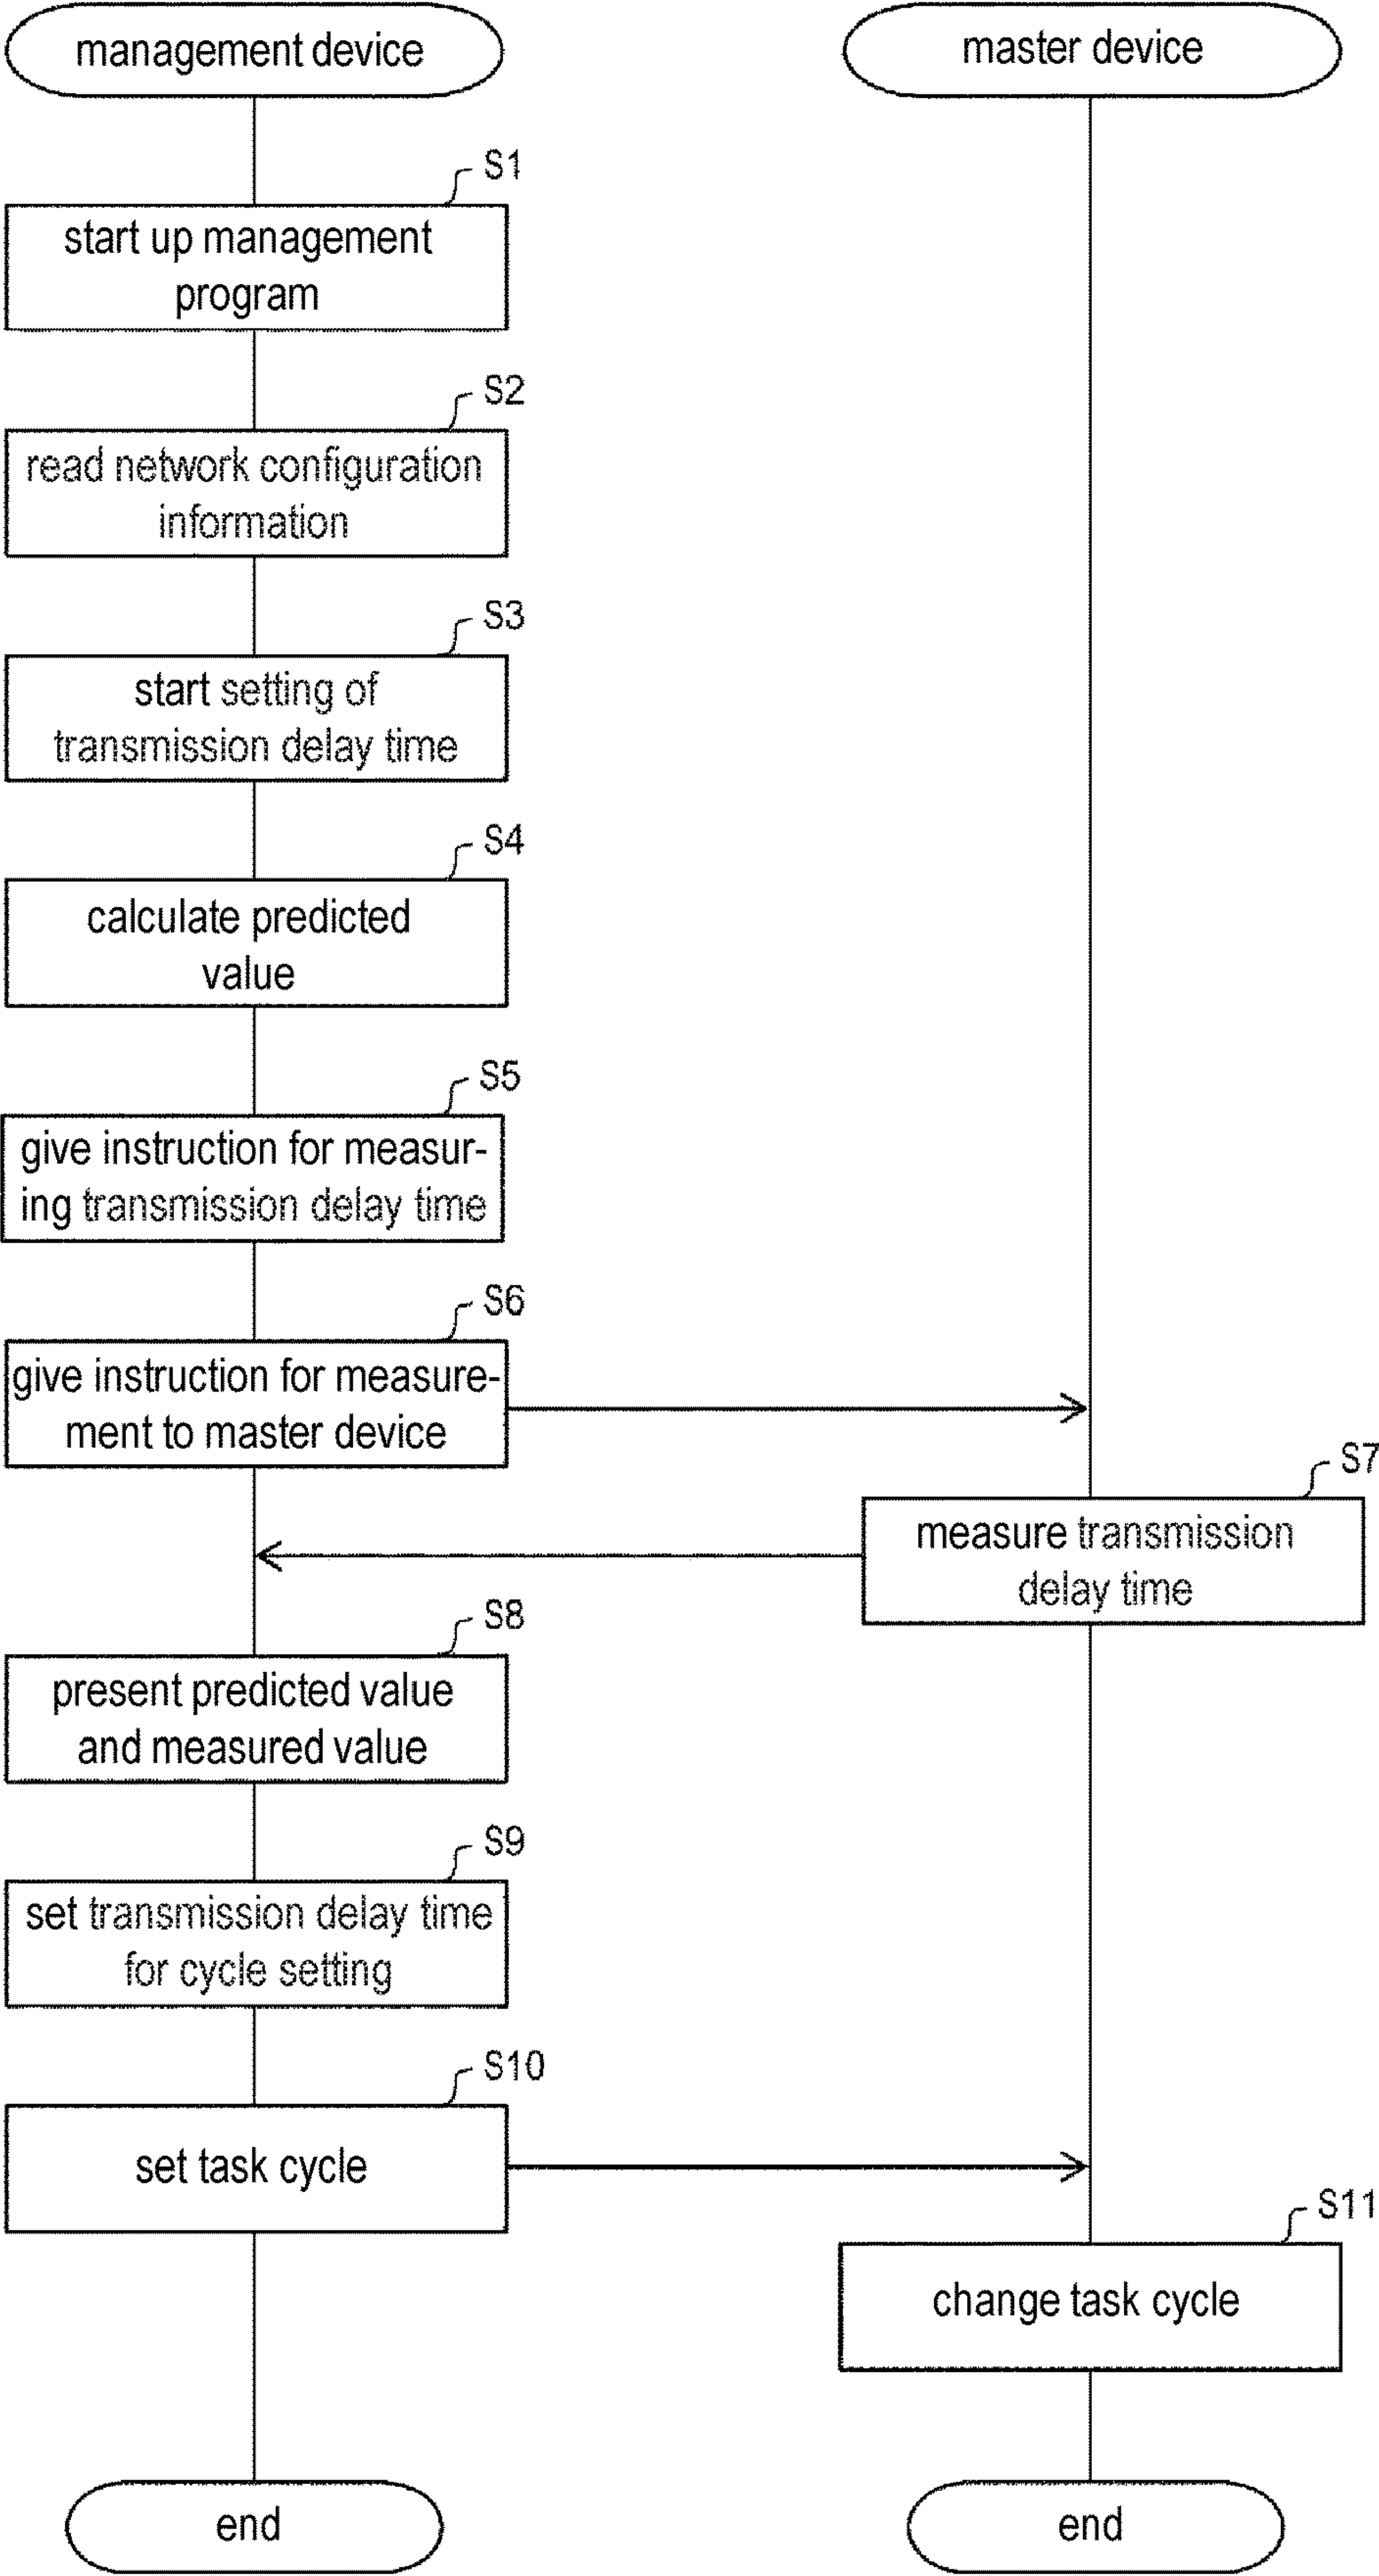 management device
master device
S1
start up management
program
S2
read network configuration
information
S3
start setting of
transmission delay time
S4
calculate predicted
value
S5
give instruction for measur-
ing transmission delay time
S6
give instruction for measure-
ment to master device
S7
measure transmission
delay time
S8
present predicted value
and measured value
S9
set transmission delay time
for cycle setting
S10
set task cycle
S11
change task cycle
end
end